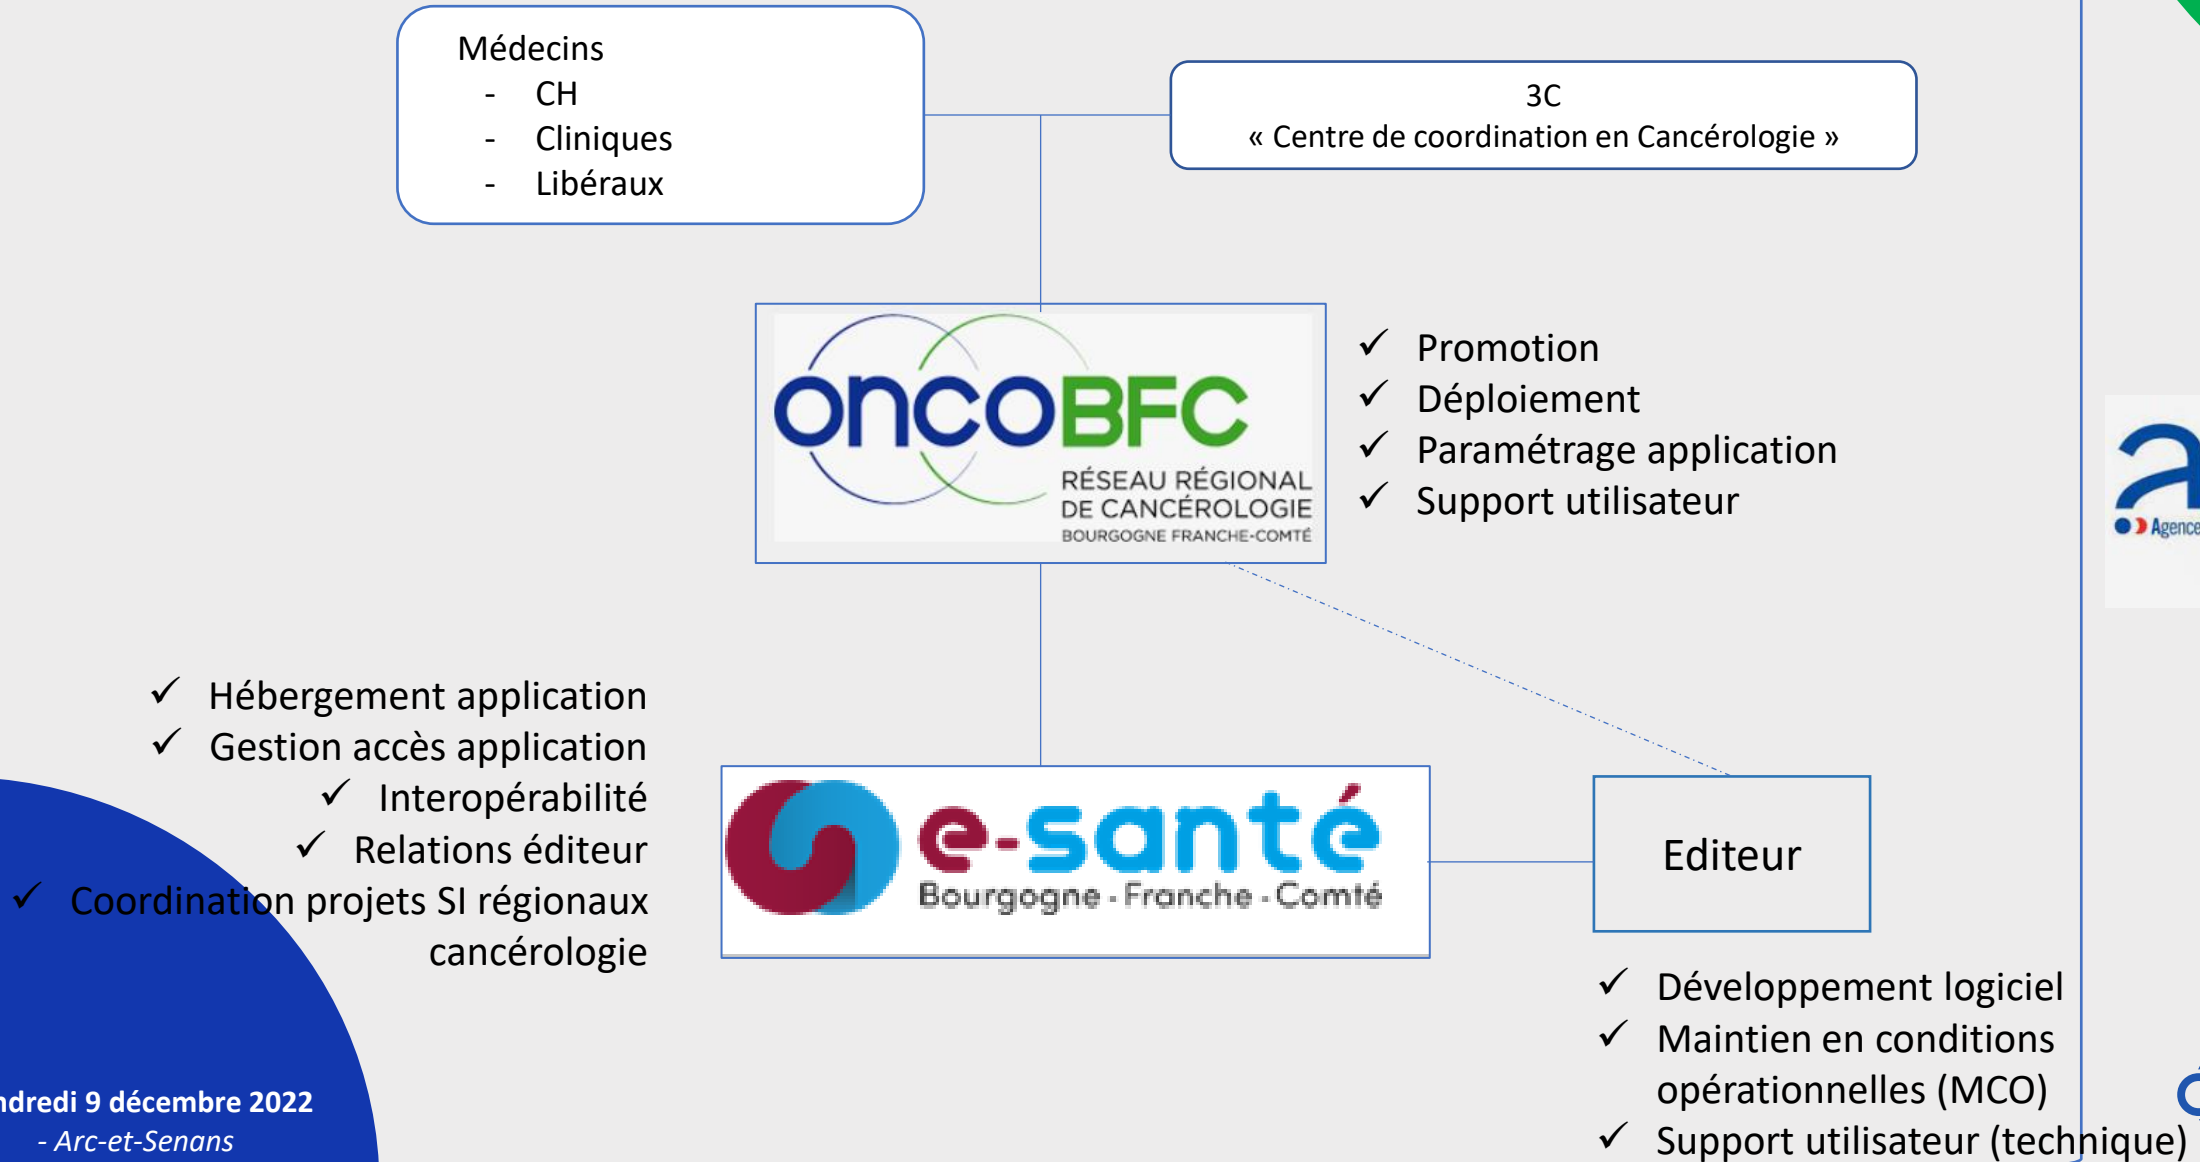 Médecins
- CH
- Cliniques
- Libéraux
3C
« Centre de coordination en Cancérologie »
oncoBFC
RÉSEAU RÉGIONAL
DE CANCÉROLOGIE
BOURGOGNE FRANCHE-COMTÉ
✓ Promotion
✓ Déploiement
✓ Paramétrage application
✓ Support utilisateur
Agence
✓ Hébergement application
✓ Gestion accès application
✓ Interopérabilité
✓ Relations éditeur
✓ Coordination projets SI régionaux
cancérologie
e-santé
Bourgogne - Franche - Comté
Editeur
✓ Développement logiciel
✓ Maintien en conditions
opérationnelles (MCO)
✓ Support utilisateur (technique)
ndredi 9 décembre 2022
- Arc-et-Senans